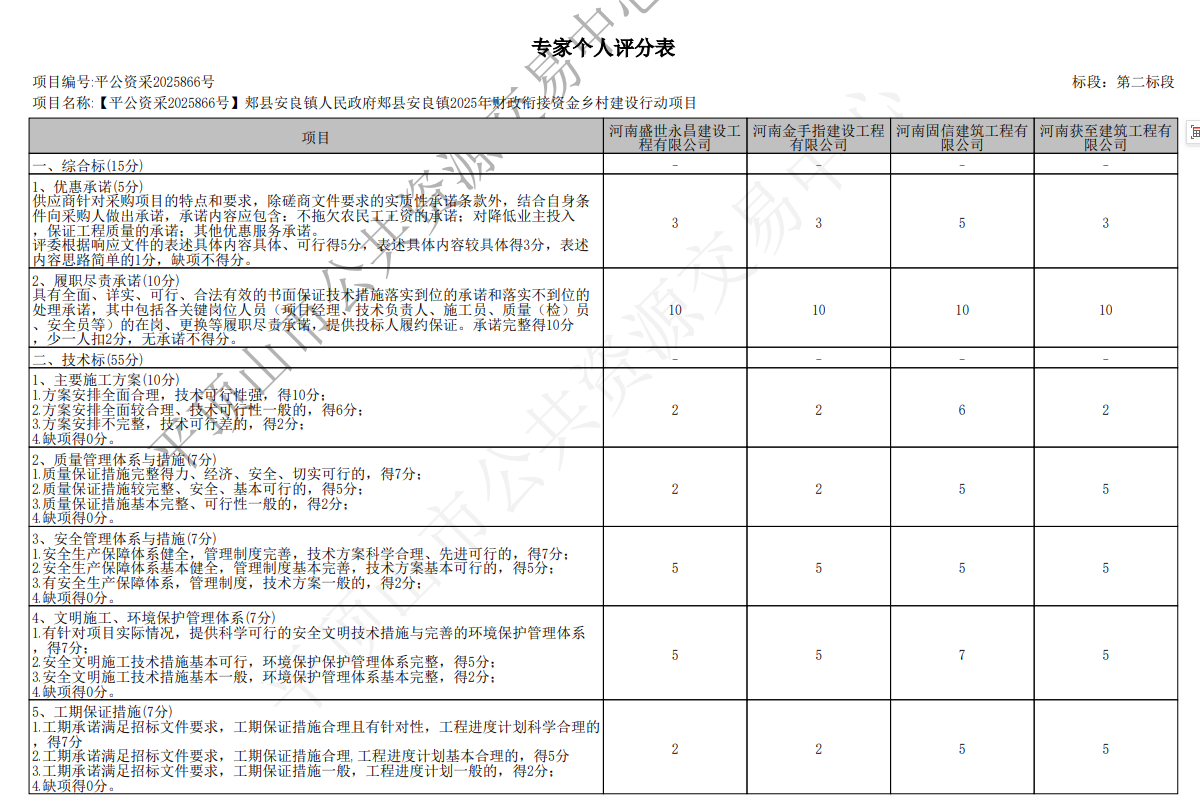 专家个人评分表
项目编号:平公资采2025866号
标段：第二标段
项目名称:【平公资采2025866号】郏县安良镇人民政府郏县安良镇2025年财政衔接资金乡村建设行动项目
项目
河南盛世永昌建设工
程有限公司
河南金手指建设工程
有限公司
河南固信建筑工程有
限公司
河南获至建筑工程有
限公司
一、综合标(15分)
- - - -
1、优惠承诺(5分)
供应商针对采购项目的特点和要求，除磋商文件要求的实质性承诺条款外，结合自身条
件向采购人做出承诺，承诺内容应包含：不拖欠农民工工资的承诺；对降低业主投入
，保证工程质量的承诺；其他优惠服务承诺。
评委根据响应文件的表述具体内容具体、可行得5分，表述具体内容较具体得3分，表述
内容思路简单的1分，缺项不得分。
3 3 5 3
2、履职尽责承诺(10分)
具有全面、详实、可行、合法有效的书面保证技术措施落实到位的承诺和落实不到位的
处理承诺，其中包括各关键岗位人员（项目经理、技术负责人、施工员、质量（检）员
、安全员等）的在岗、更换等履职尽责承诺，提供投标人履约保证。承诺完整得10分
，少一人扣2分，无承诺不得分。
10 10 10 10
二、技术标(55分)
- - - -
1、主要施工方案(10分)
1.方案安排全面合理，技术可行性强，得10分；
2.方案安排全面较合理、技术可行性一般的，得6分；
3.方案安排不完整，技术可行差的，得2分；
4.缺项得0分。
2 2 6 2
2、质量管理体系与措施(7分)
1.质量保证措施完整得力、经济、安全、切实可行的，得7分；
2.质量保证措施较完整、安全、基本可行的，得5分；
3.质量保证措施基本完整、可行性一般的，得2分；
4.缺项得0分。
2 2 5 5
3、安全管理体系与措施(7分)
1.安全生产保障体系健全，管理制度完善，技术方案科学合理、先进可行的，得7分；
2.安全生产保障体系基本健全，管理制度基本完善，技术方案基本可行的，得5分；
3.有安全生产保障体系，管理制度，技术方案一般的，得2分；
4.缺项得0分。
5 5 5 5
4、文明施工、环境保护管理体系(7分)
1.有针对项目实际情况，提供科学可行的安全文明技术措施与完善的环境保护管理体系
，得7分；
2.安全文明施工技术措施基本可行，环境保护保护管理体系完整，得5分；
3.安全文明施工技术措施基本一般，环境保护管理体系基本完整，得2分；
4.缺项得0分。
5 5 7 5
5、工期保证措施(7分)
1.工期承诺满足招标文件要求，工期保证措施合理且有针对性，工程进度计划科学合理的
，得7分
2.工期承诺满足招标文件要求，工期保证措施合理,工程进度计划基本合理的，得5分
3.工期承诺满足招标文件要求，工期保证措施一般，工程进度计划一般的，得2分；
4.缺项得0分。
2 2 5 5
平顶山市公共资源交易中心
平顶山市公共资源交易中心